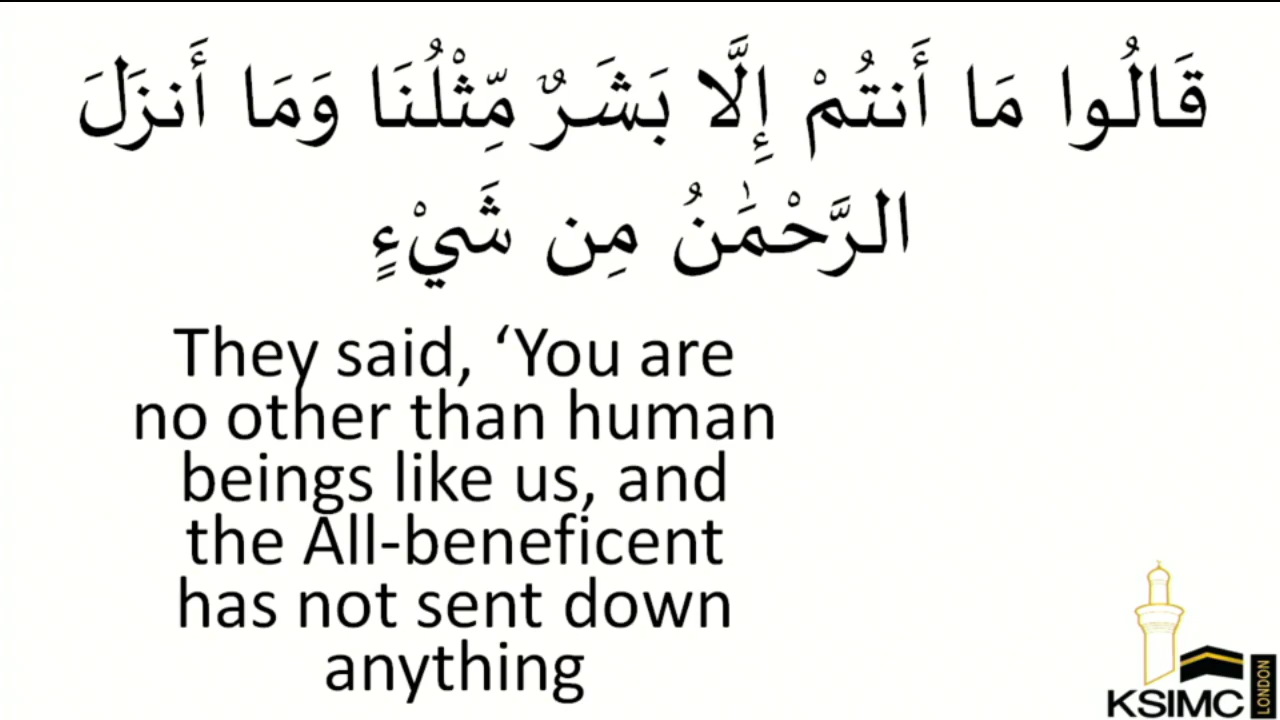 قَالُوا مَا أَنتُمْ إِلَّا بَشَرٌ مِّثْلُنَا وَمَا أَنزَلَ
الرَّحْمَٰنُ مِن شَيْءٍ
They said, ‘You are
no other than human
beings like us, and
the All-beneficent
has not sent down
anything
KSIMC
LONDON